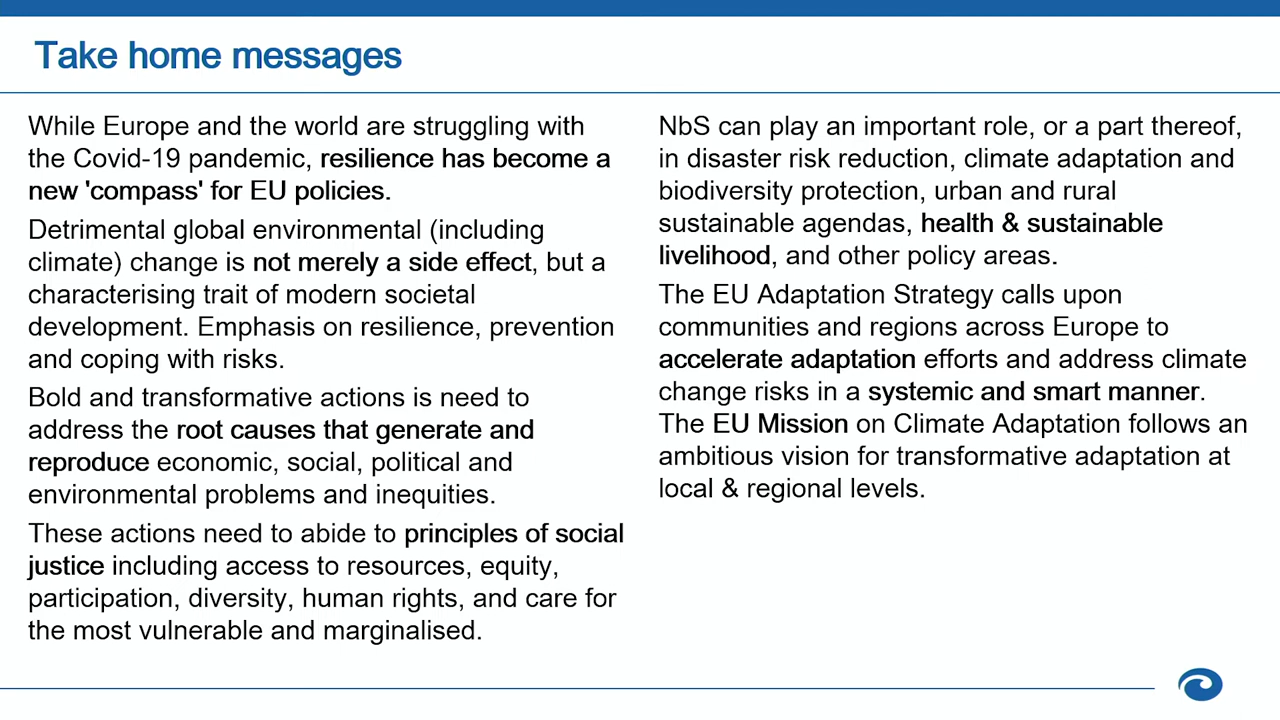 Take home messages
While Europe and the world are struggling with
the Covid-19 pandemic, resilience has become a
new 'compass' for EU policies.
Detrimental global environmental (including
climate) change is not merely a side effect, but a
characterising trait of modern societal
development. Emphasis on resilience, prevention
and coping with risks.
Bold and transformative actions is need to
address the root causes that generate and
reproduce economic, social, political and
environmental problems and inequities.
These actions need to abide to principles of social
justice including access to resources, equity,
participation, diversity, human rights, and care for
the most vulnerable and marginalised.
NbS can play an important role, or a part thereof,
in disaster risk reduction, climate adaptation and
biodiversity protection, urban and rural
sustainable agendas, health & sustainable
livelihood, and other policy areas.
The EU Adaptation Strategy calls upon
communities and regions across Europe to
accelerate adaptation efforts and address climate
change risks in a systemic and smart manner.
The EU Mission on Climate Adaptation follows an
ambitious vision for transformative adaptation at
local & regional levels.